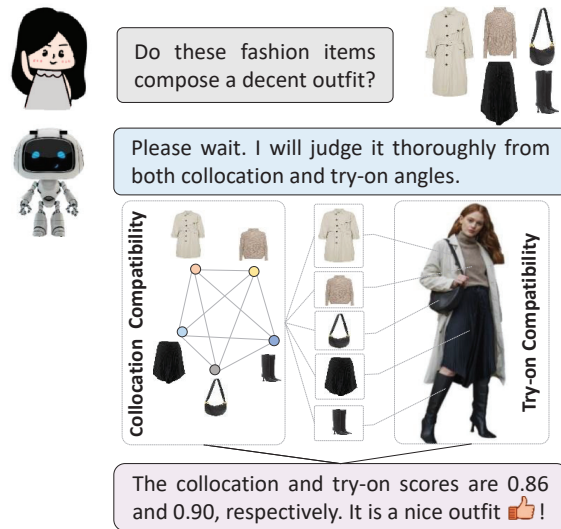 Do these fashion items
compose a decent outfit?
Please wait. I will judge it thoroughly from
both collocation and try-on angles.
Collocation Compatibility
Try-on Compatibility
The collocation and try-on scores are 0.86
and 0.90, respectively. It is a nice outfit 👍!